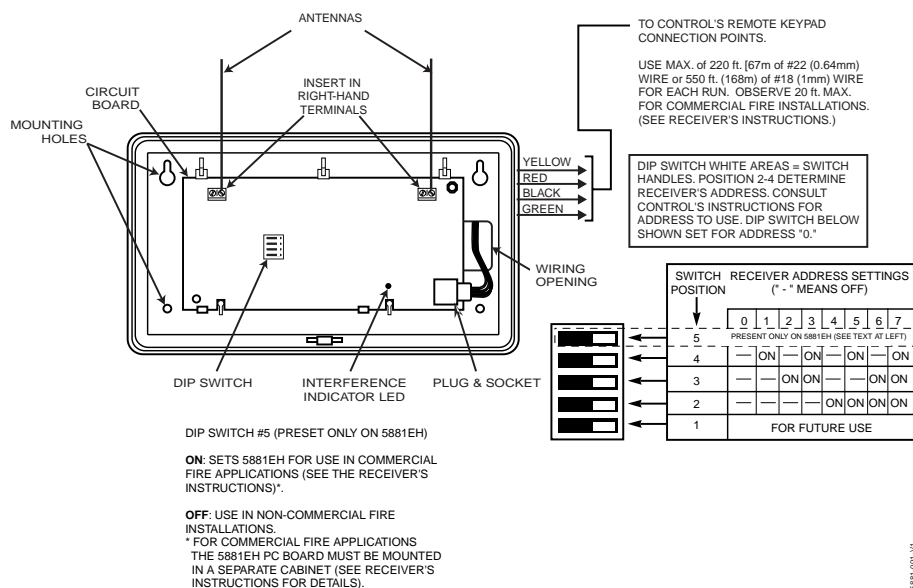 ANTENNAS
CIRCUIT
BOARD
MOUNTING
HOLES
INSERT IN
RIGHT-HAND
TERMINALS
YELLOW
RED
BLACK
GREEN
WIRING
OPENING
DIP SWITCH
INTERFERENCE
INDICATOR LED
PLUG & SOCKET
TO CONTROL'S REMOTE KEYPAD
CONNECTION POINTS.
USE MAX. of 220 ft. [67m of #22 (0.64mm)
WIRE or 550 ft. (168m) of #18 (1mm) WIRE
FOR EACH RUN. OBSERVE 20 ft. MAX.
FOR COMMERCIAL FIRE INSTALLATIONS.
(SEE RECEIVER'S INSTRUCTIONS.)
DIP SWITCH WHITE AREAS = SWITCH
HANDLES. POSITION 2-4 DETERMINE
RECEIVER'S ADDRESS. CONSULT
CONTROL'S INSTRUCTIONS FOR
ADDRESS TO USE. DIP SWITCH BELOW
SHOWN SET FOR ADDRESS "0."
SWITCH
POSITION
RECEIVER ADDRESS SETTINGS
(" - " MEANS OFF)
0 1 2 3 4 5 6 7
5 PRESENT ONLY ON 5881EH (SEE TEXT AT LEFT)
4 — ON — ON — ON — ON
3 — — ON ON — — ON ON
2 — — — — ON ON ON ON
1 FOR FUTURE USE
DIP SWITCH #5 (PRESET ONLY ON 5881EH)
ON: SETS 5881EH FOR USE IN COMMERCIAL
FIRE APPLICATIONS (SEE THE RECEIVER'S
INSTRUCTIONS)*.
OFF: USE IN NON-COMMERCIAL FIRE
INSTALLATIONS.
* FOR COMMERCIAL FIRE APPLICATIONS
THE 5881EH PC BOARD MUST BE MOUNTED
IN A SEPARATE CABINET (SEE RECEIVER'S
INSTRUCTIONS FOR DETAILS).